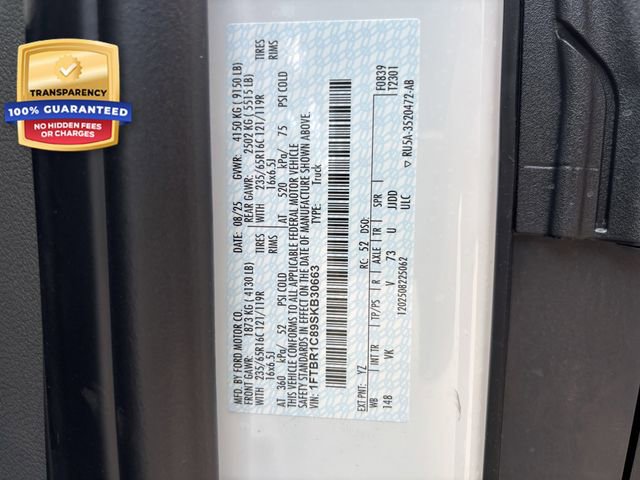 100% GUARANTEED
NO HIDDEN FEES
OR CHARGES
MFD. BY FORD MOTOR CO.
DATE: 08/25 GVWR: 4150 KG ( 9150 LB)
FRONT GAWR: 1873 KG ( 4130 LB) REAR GAWR: 2502 KG ( 5515 LB)
WITH 235/65R16C 121/119R TIRES WITH 235/65R16C 121/119R TIRES
16x6.5J RIMS 16x6.5J RIMS
AT 360 kPa/ 52 PSI COLD AT 520 kPa/ 75 PSI COLD
THIS VEHICLE CONFORMS TO ALL APPLICABLE FEDERAL MOTOR VEHICLE
SAFETY STANDARDS IN EFFECT ON THE DATE OF MANUFACTURE SHOWN ABOVE.
VIN: 1FTBR1C89SKB30663 TYPE: Truck
EXT PNT: YZ RC: 52 DSO: F0839
T2301
WB INT TR TP/PS R AXLE TR SPR
148 VK V 73 U UDD
ULC
1202508225062 ▽ RU5A-3520472-AB